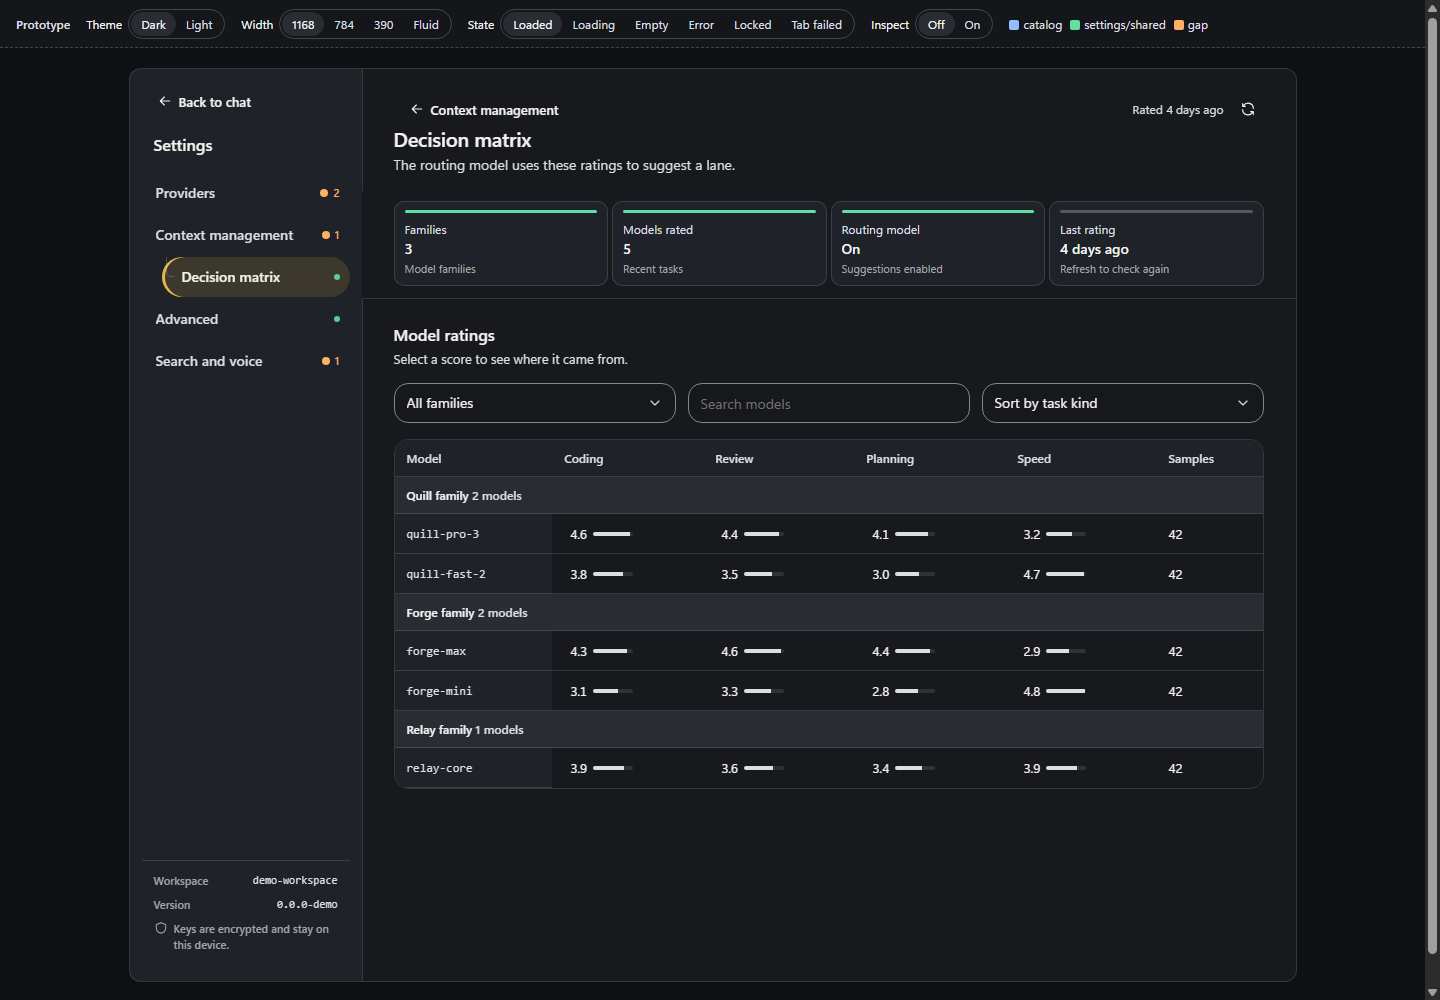 Prototype Theme Dark Light Width 1168 784 390 Fluid State Loaded Loading Empty Error Locked Tab failed Inspect Off On catalog settings/shared gap
Back to chat
Settings
Providers 2
Context management 1
Decision matrix
Advanced
Search and voice 1
Workspace demo-workspace
Version 0.0.0-demo
Keys are encrypted and stay on
this device.
Context management
Rated 4 days ago
Decision matrix
The routing model uses these ratings to suggest a lane.
Families
3
Model families
Models rated
5
Recent tasks
Routing model
On
Suggestions enabled
Last rating
4 days ago
Refresh to check again
Model ratings
Select a score to see where it came from.
All families
Search models
Sort by task kind
Model Coding Review Planning Speed Samples
Quill family 2 models
quill-pro-3 4.6 4.4 4.1 3.2 42
quill-fast-2 3.8 3.5 3.0 4.7 42
Forge family 2 models
forge-max 4.3 4.6 4.4 2.9 42
forge-mini 3.1 3.3 2.8 4.8 42
Relay family 1 models
relay-core 3.9 3.6 3.4 3.9 42